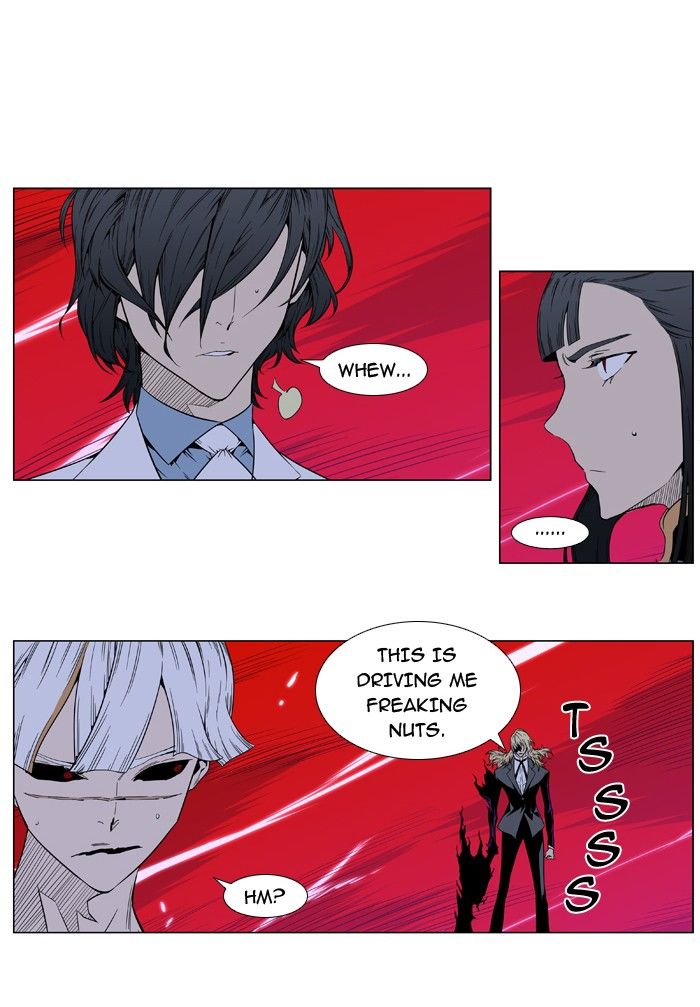 WHEW...
......
THIS IS
DRIVING ME
FREAKING
NUTS.
TSSSS
HM?